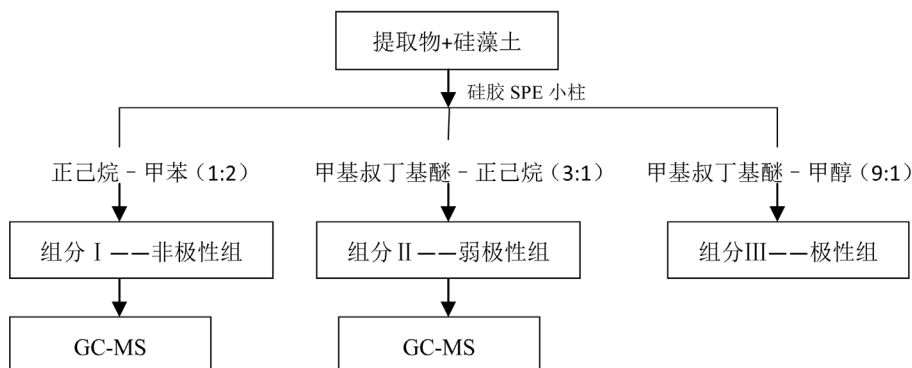 提取物+硅藻土
硅胶 SPE 小柱
正己烷﹣甲苯（1:2）
甲基叔丁基醚﹣正己烷（3:1）
甲基叔丁基醚﹣甲醇（9:1）
组分Ⅰ——非极性组
组分Ⅱ——弱极性组
组分Ⅲ——极性组
GC-MS
GC-MS